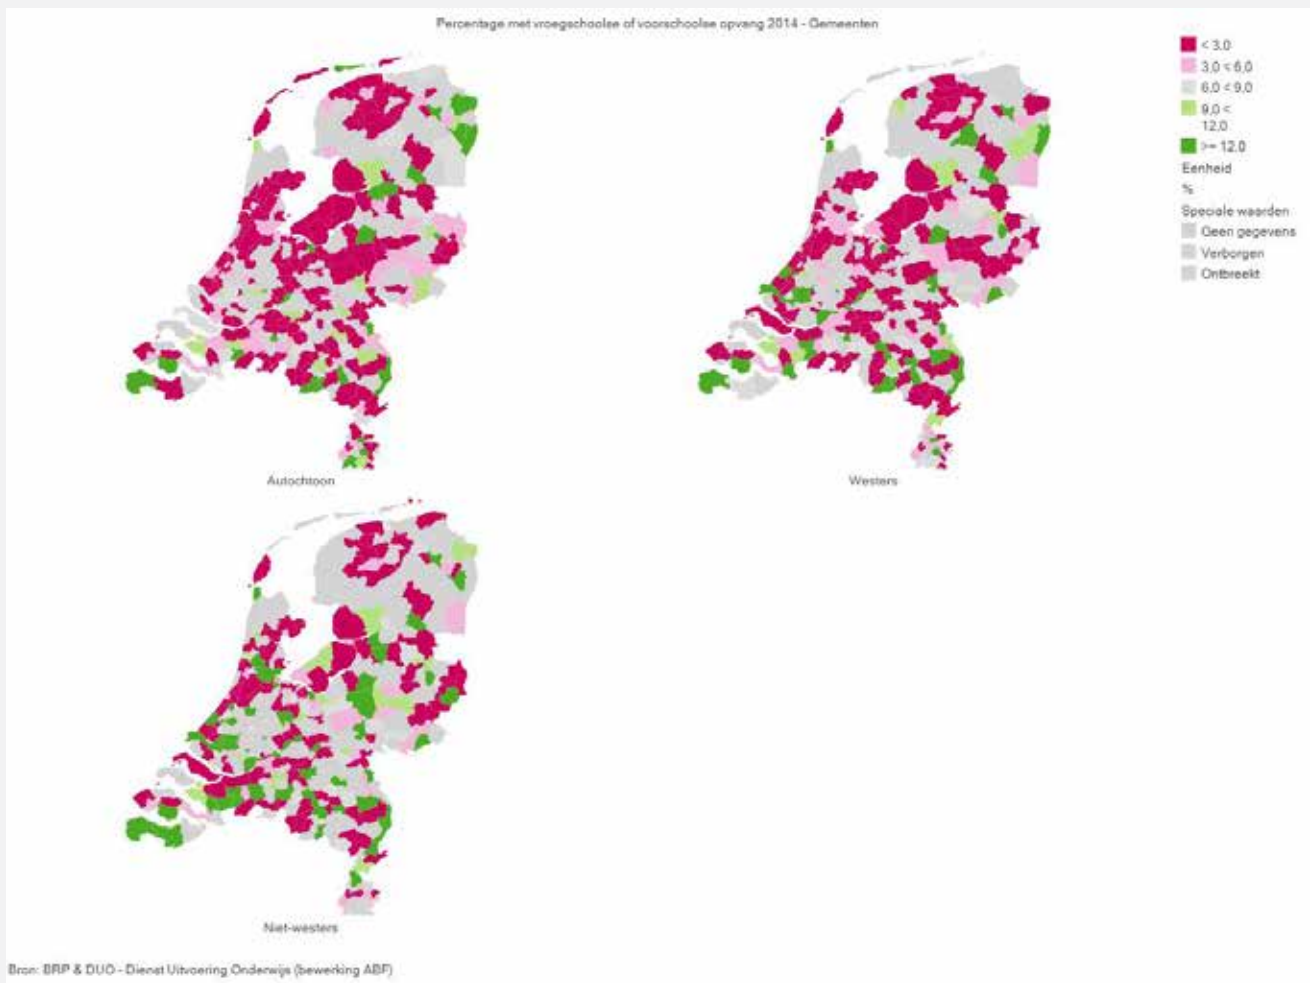 Percentage met vroegschoolse of voorschoolse opvang 2014 - Gemeenten
< 3,0
3,0 < 6,0
6,0 < 9,0
9,0 <
12,0
>= 12,0
Eenheid
%
Speciale waarden
Geen gegevens
Verborgen
Ontbreekt
Autochtoon
Westers
Niet-westers
Bron: BRP & DUO - Dienst Uitvoering Onderwijs (bewerking ABF)